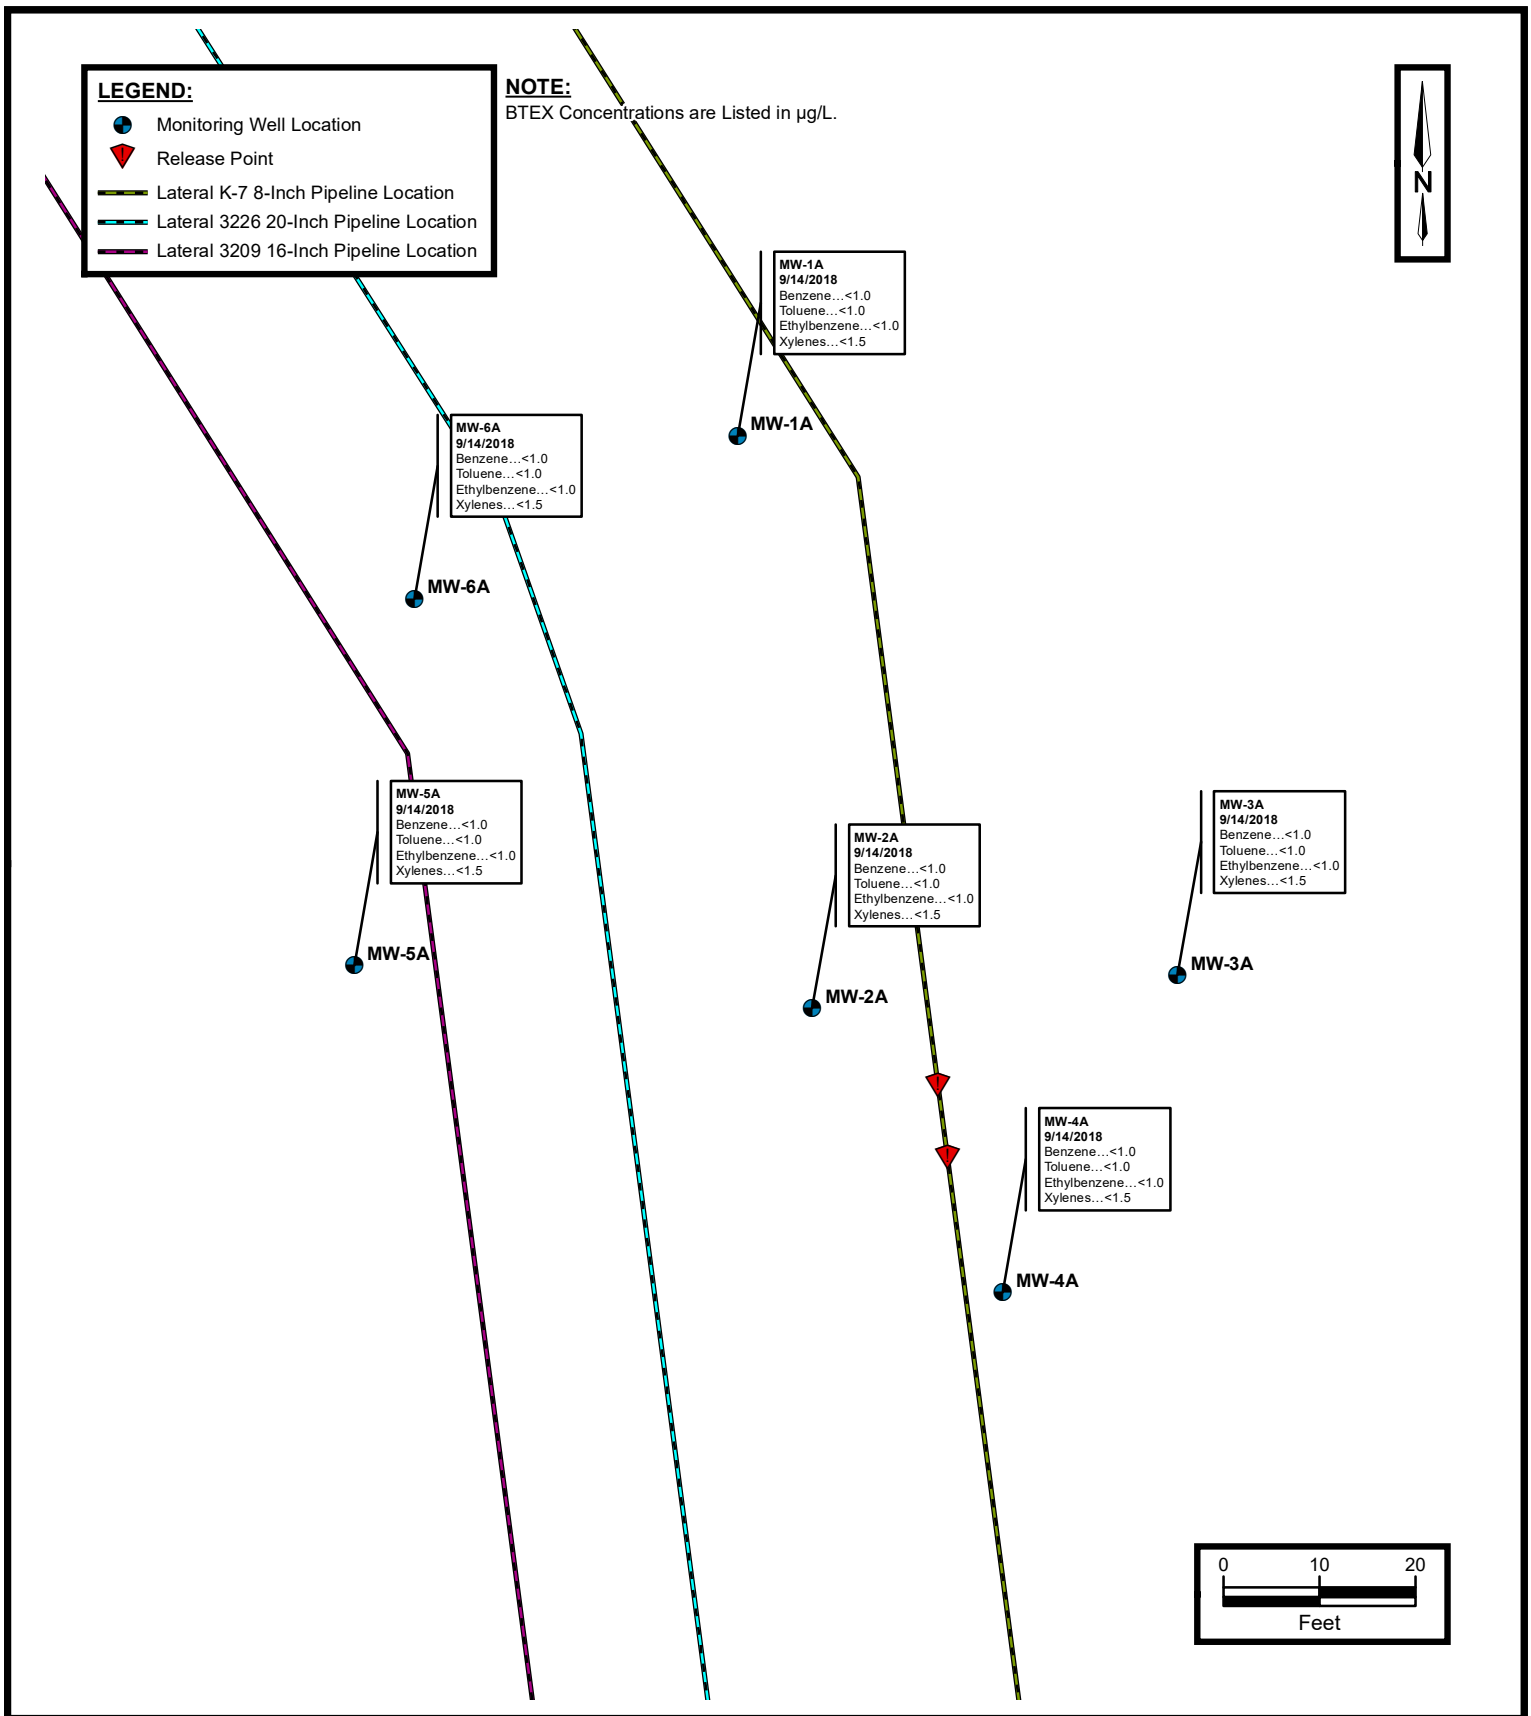 LEGEND:
Monitoring Well Location
Release Point
Lateral K-7 8-Inch Pipeline Location
Lateral 3226 20-Inch Pipeline Location
Lateral 3209 16-Inch Pipeline Location
NOTE:
BTEX Concentrations are Listed in µg/L.
N
MW-1A
9/14/2018
Benzene...<1.0
Toluene...<1.0
Ethylbenzene...<1.0
Xylenes...<1.5
MW-1A
MW-6A
9/14/2018
Benzene...<1.0
Toluene...<1.0
Ethylbenzene...<1.0
Xylenes...<1.5
MW-6A
MW-5A
9/14/2018
Benzene...<1.0
Toluene...<1.0
Ethylbenzene...<1.0
Xylenes...<1.5
MW-5A
MW-2A
9/14/2018
Benzene...<1.0
Toluene...<1.0
Ethylbenzene...<1.0
Xylenes...<1.5
MW-2A
MW-3A
9/14/2018
Benzene...<1.0
Toluene...<1.0
Ethylbenzene...<1.0
Xylenes...<1.5
MW-3A
MW-4A
9/14/2018
Benzene...<1.0
Toluene...<1.0
Ethylbenzene...<1.0
Xylenes...<1.5
MW-4A
0 10 20
Feet